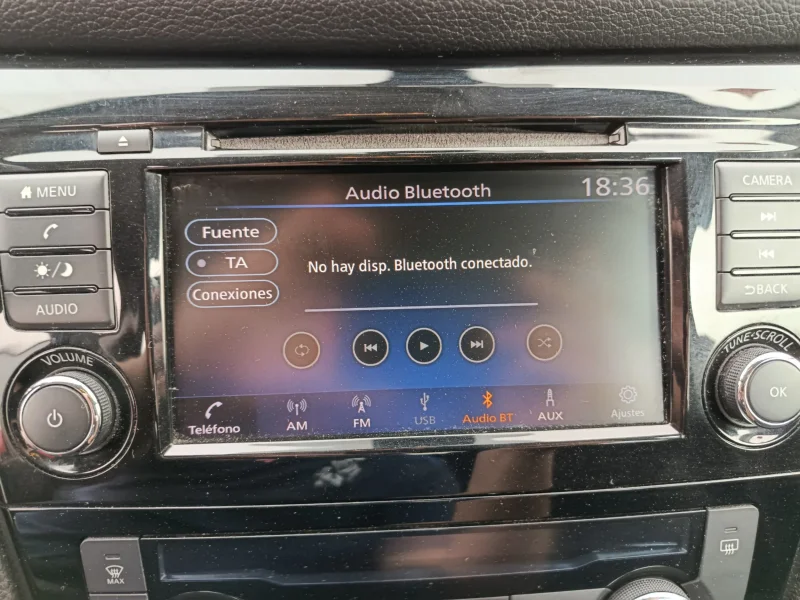 Audio Bluetooth 18:36
MENU
CAMERA
Fuente
TA
No hay disp. Bluetooth conectado.
Conexiones
BACK
AUDIO
VOLUME
TUNE·SCROLL
OK
Teléfono
AM
FM
USB
Audio BT
AUX
Ajustes
MAX